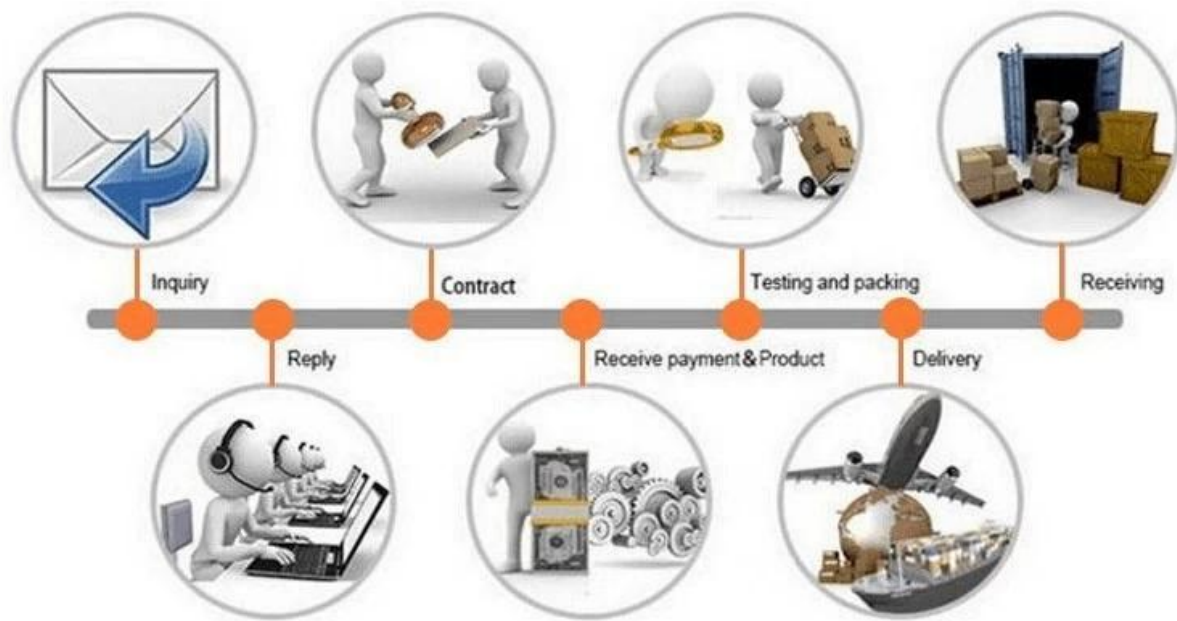 Inquiry
Contract
Testing and packing
Receiving
Reply
Receive payment&Product
Delivery